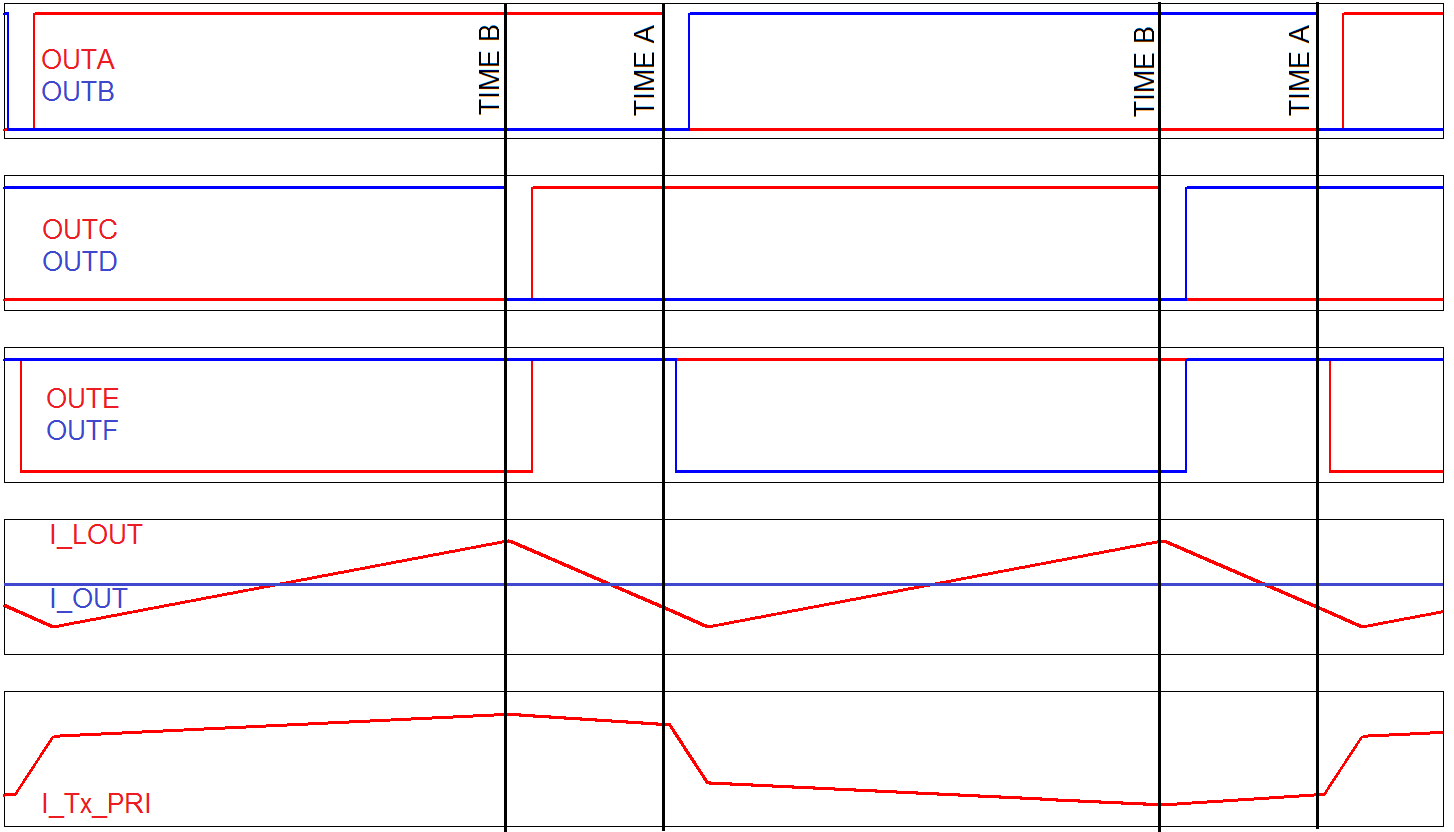 OUTA
OUTB
TIME B
TIME A
TIME B
TIME A
OUTC
OUTD
OUTE
OUTF
I_LOUT
I_OUT
I_Tx_PRI